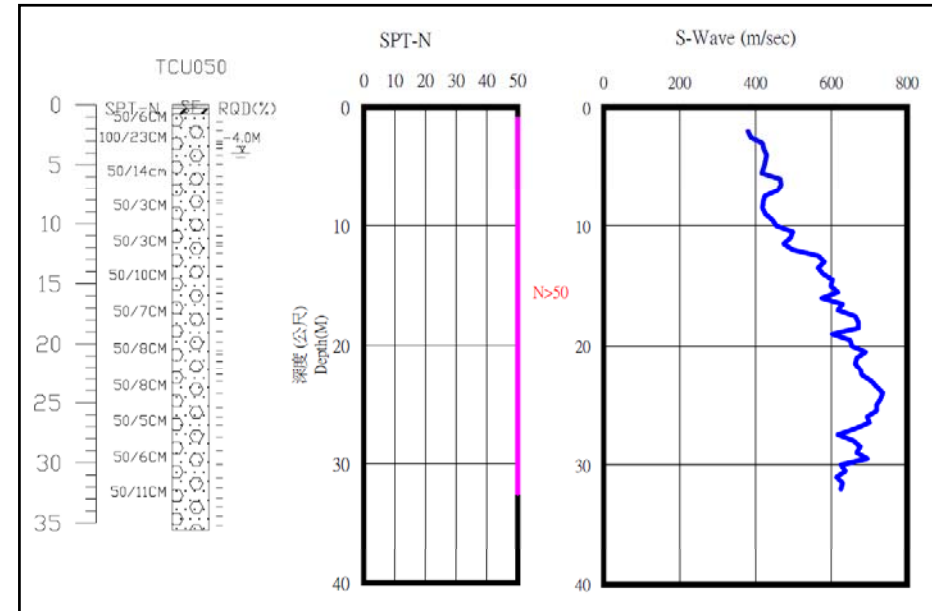 TCU050
SPT-N SF RQD(%)
0
50/6CM
100/23CM
-4.0M
5
50/14cm
50/3CM
10
50/3CM
50/10CM
15
50/7CM
20
50/8CM
50/8CM
25
50/5CM
30
50/6CM
50/11CM
35
SPT-N
0 10 20 30 40 50
0
10
20
30
40
深度 (公尺)
Depth(M)
N>50
S-Wave (m/sec)
0 200 400 600 800
0
10
20
30
40